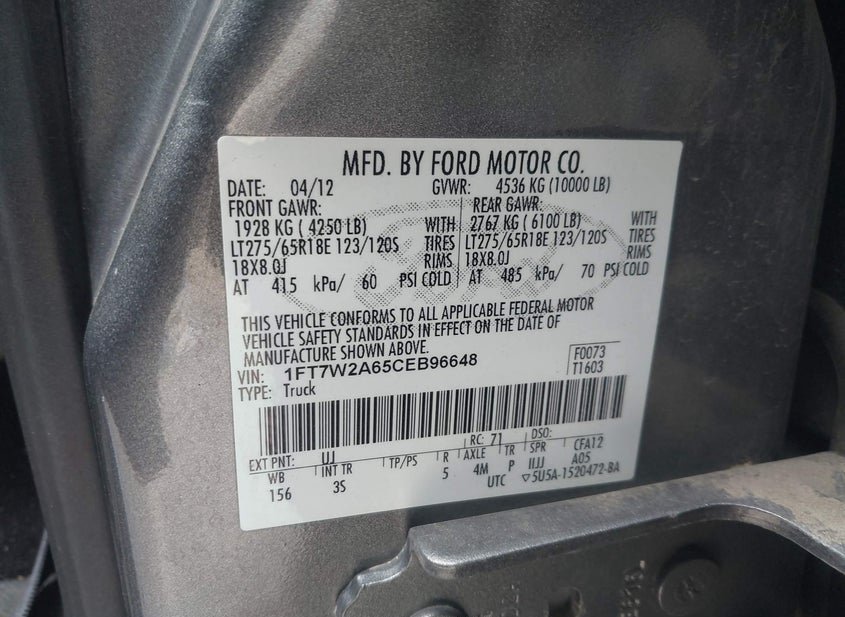 MFD. BY FORD MOTOR CO.
DATE: 04/12 GVWR: 4536 KG (10000 LB)
FRONT GAWR: REAR GAWR:
1928 KG ( 4250 LB) WITH 2767 KG ( 6100 LB) WITH
LT275/65R18E 123/120S TIRES LT275/65R18E 123/120S TIRES
18X8.0J RIMS 18X8.0J RIMS
AT 415 kPa/ 60 PSI COLD AT 485 kPa/ 70 PSI COLD
THIS VEHICLE CONFORMS TO ALL APPLICABLE FEDERAL MOTOR
VEHICLE SAFETY STANDARDS IN EFFECT ON THE DATE OF
MANUFACTURE SHOWN ABOVE.
VIN: 1FT7W2A65CEB96648 F0073
TYPE: Truck T1603
EXT PNT: UJ RC: 71 DSO:
WB INT TR TP/PS R AXLE TR SPR CFA12
156 3S 5 4M P IIJJ A05
UTC ▽5U5A-1520472-BA